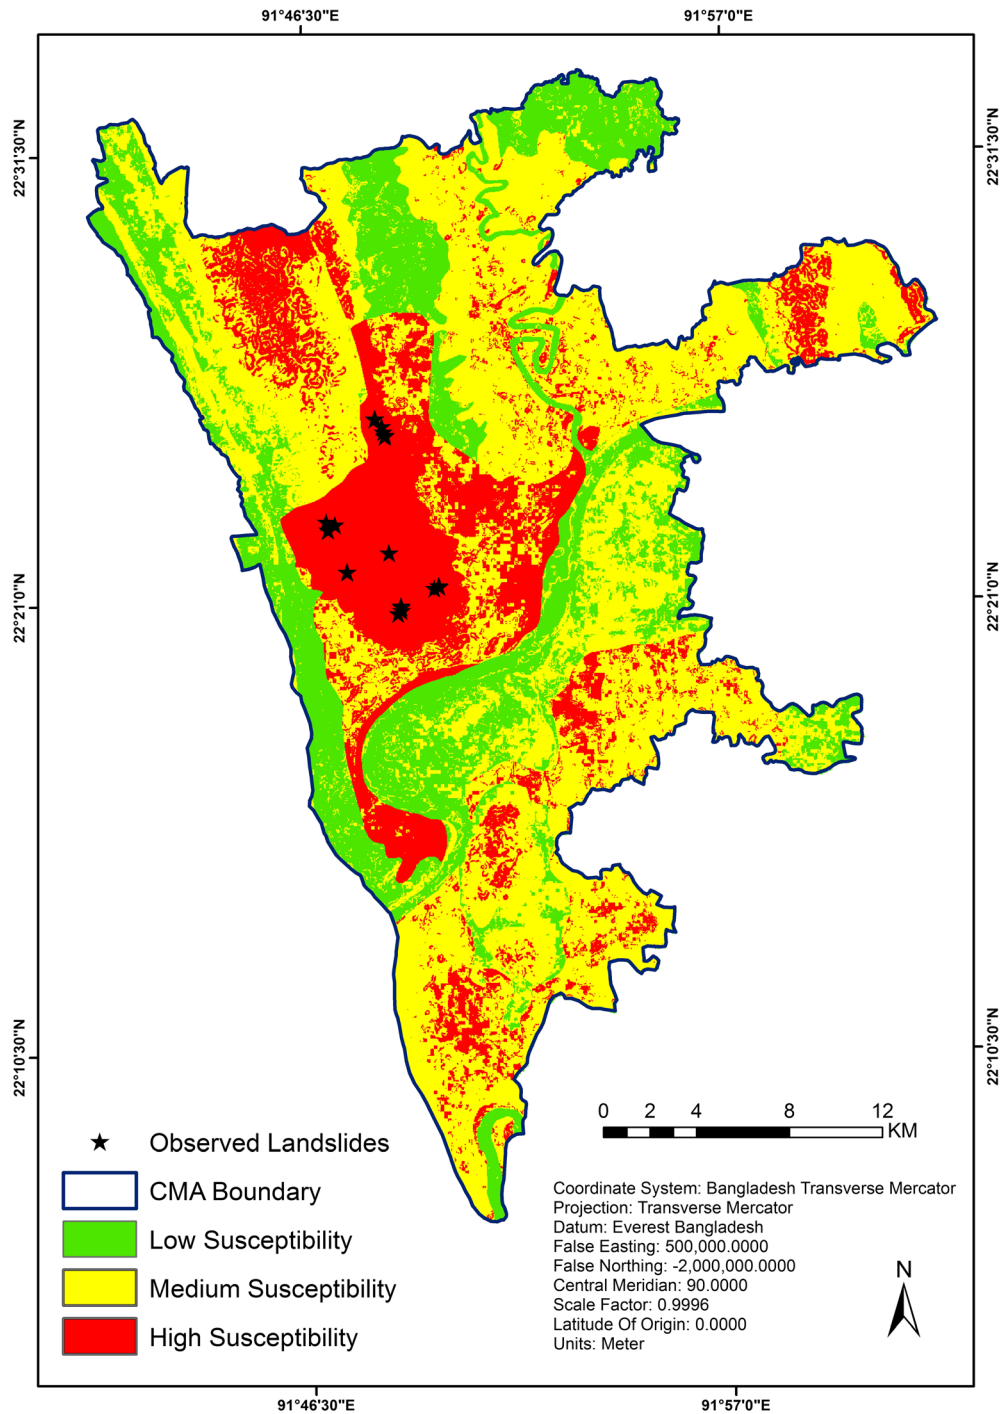 91°46'30"E 91°57'0"E
22°31'30"N 22°31'30"N
22°21'0"N 22°21'0"N
22°10'30"N 22°10'30"N
0 2 4 8 12
KM
Observed Landslides
CMA Boundary
Low Susceptibility
Medium Susceptibility
High Susceptibility
Coordinate System: Bangladesh Transverse Mercator
Projection: Transverse Mercator
Datum: Everest Bangladesh
False Easting: 500,000.0000
False Northing: -2,000,000.0000
Central Meridian: 90.0000
Scale Factor: 0.9996
Latitude Of Origin: 0.0000
Units: Meter
N
91°46'30"E 91°57'0"E